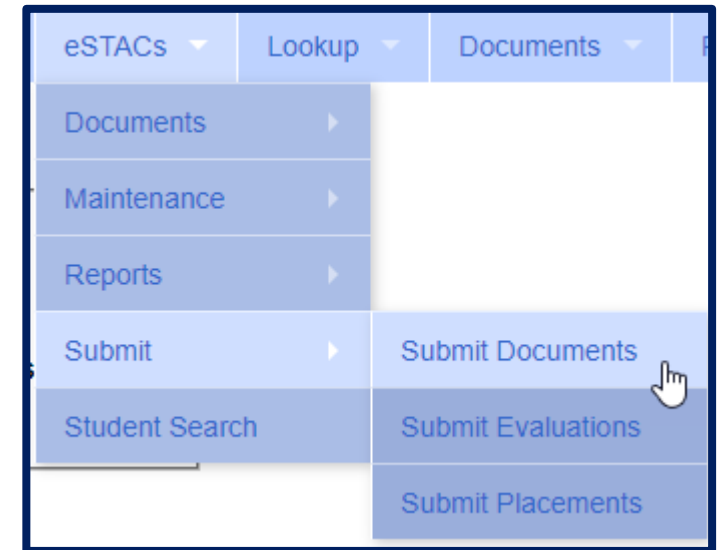 eSTACs Lookup Documents
Documents
Maintenance
Reports
Submit Submit Documents
Student Search Submit Evaluations
Submit Placements